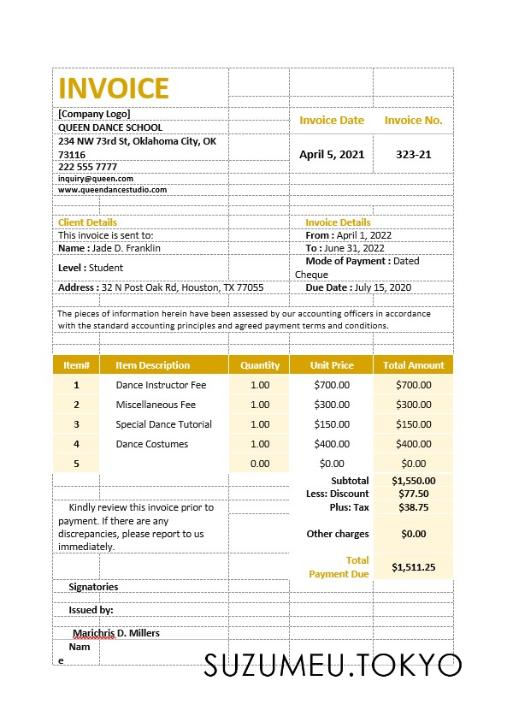 INVOICE
[Company Logo]
QUEEN DANCE SCHOOL
Invoice Date Invoice No.
234 NW 73rd St, Oklahoma City, OK
73116
April 5, 2021 323-21
222 555 7777
inquiry@queen.com
www.queendancestudio.com
Client Details Invoice Details
This invoice is sent to: From : April 1, 2022
Name : Jade D. Franklin To : June 31, 2022
Level : Student Mode of Payment : Dated
Cheque
Address : 32 N Post Oak Rd, Houston, TX 77055 Due Date : July 15, 2020
The pieces of information herein have been assessed by our accounting officers in accordance
with the standard accounting principles and agreed payment terms and conditions.
Item# Item Description Quantity Unit Price Total Amount
1 Dance Instructor Fee 1.00 $700.00 $700.00
2 Miscellaneous Fee 1.00 $300.00 $300.00
3 Special Dance Tutorial 1.00 $150.00 $150.00
4 Dance Costumes 1.00 $400.00 $400.00
5 0.00 $0.00 $0.00
Subtotal $1,550.00
Less: Discount $77.50
Plus: Tax $38.75
Kindly review this invoice prior to
payment. If there are any
discrepancies, please report to us
immediately.
Other charges $0.00
Total
Payment Due $1,511.25
Signatories
Issued by:
Marichris D. Millers
Nam
e
SUZUMEU.TOKYO